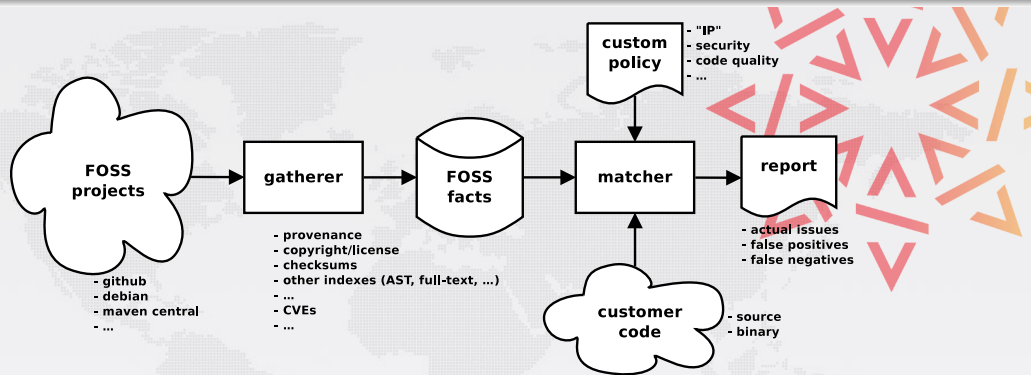 FOSS
projects
- github
- debian
- maven central
- ...
gatherer
- provenance
- copyright/license
- checksums
- other indexes (AST, full-text, ...)
- ...
- CVEs
- ...
FOSS
facts
custom
policy
- "IP"
- security
- code quality
- ...
matcher
customer
code
- source
- binary
report
- actual issues
- false positives
- false negatives